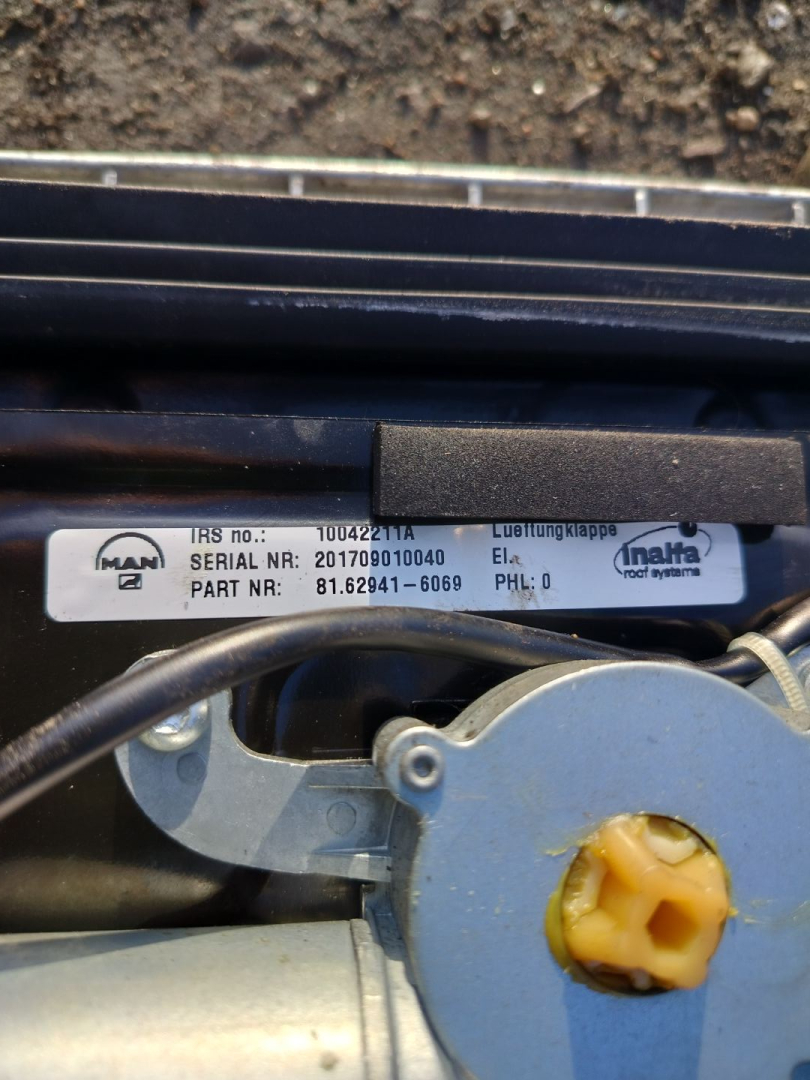 MAN
IRS no.: 10042211A Lueftungklappe
SERIAL NR: 201709010040 El.
PART NR: 81.62941-6069 PHL: 0
Inalfa
roof systems